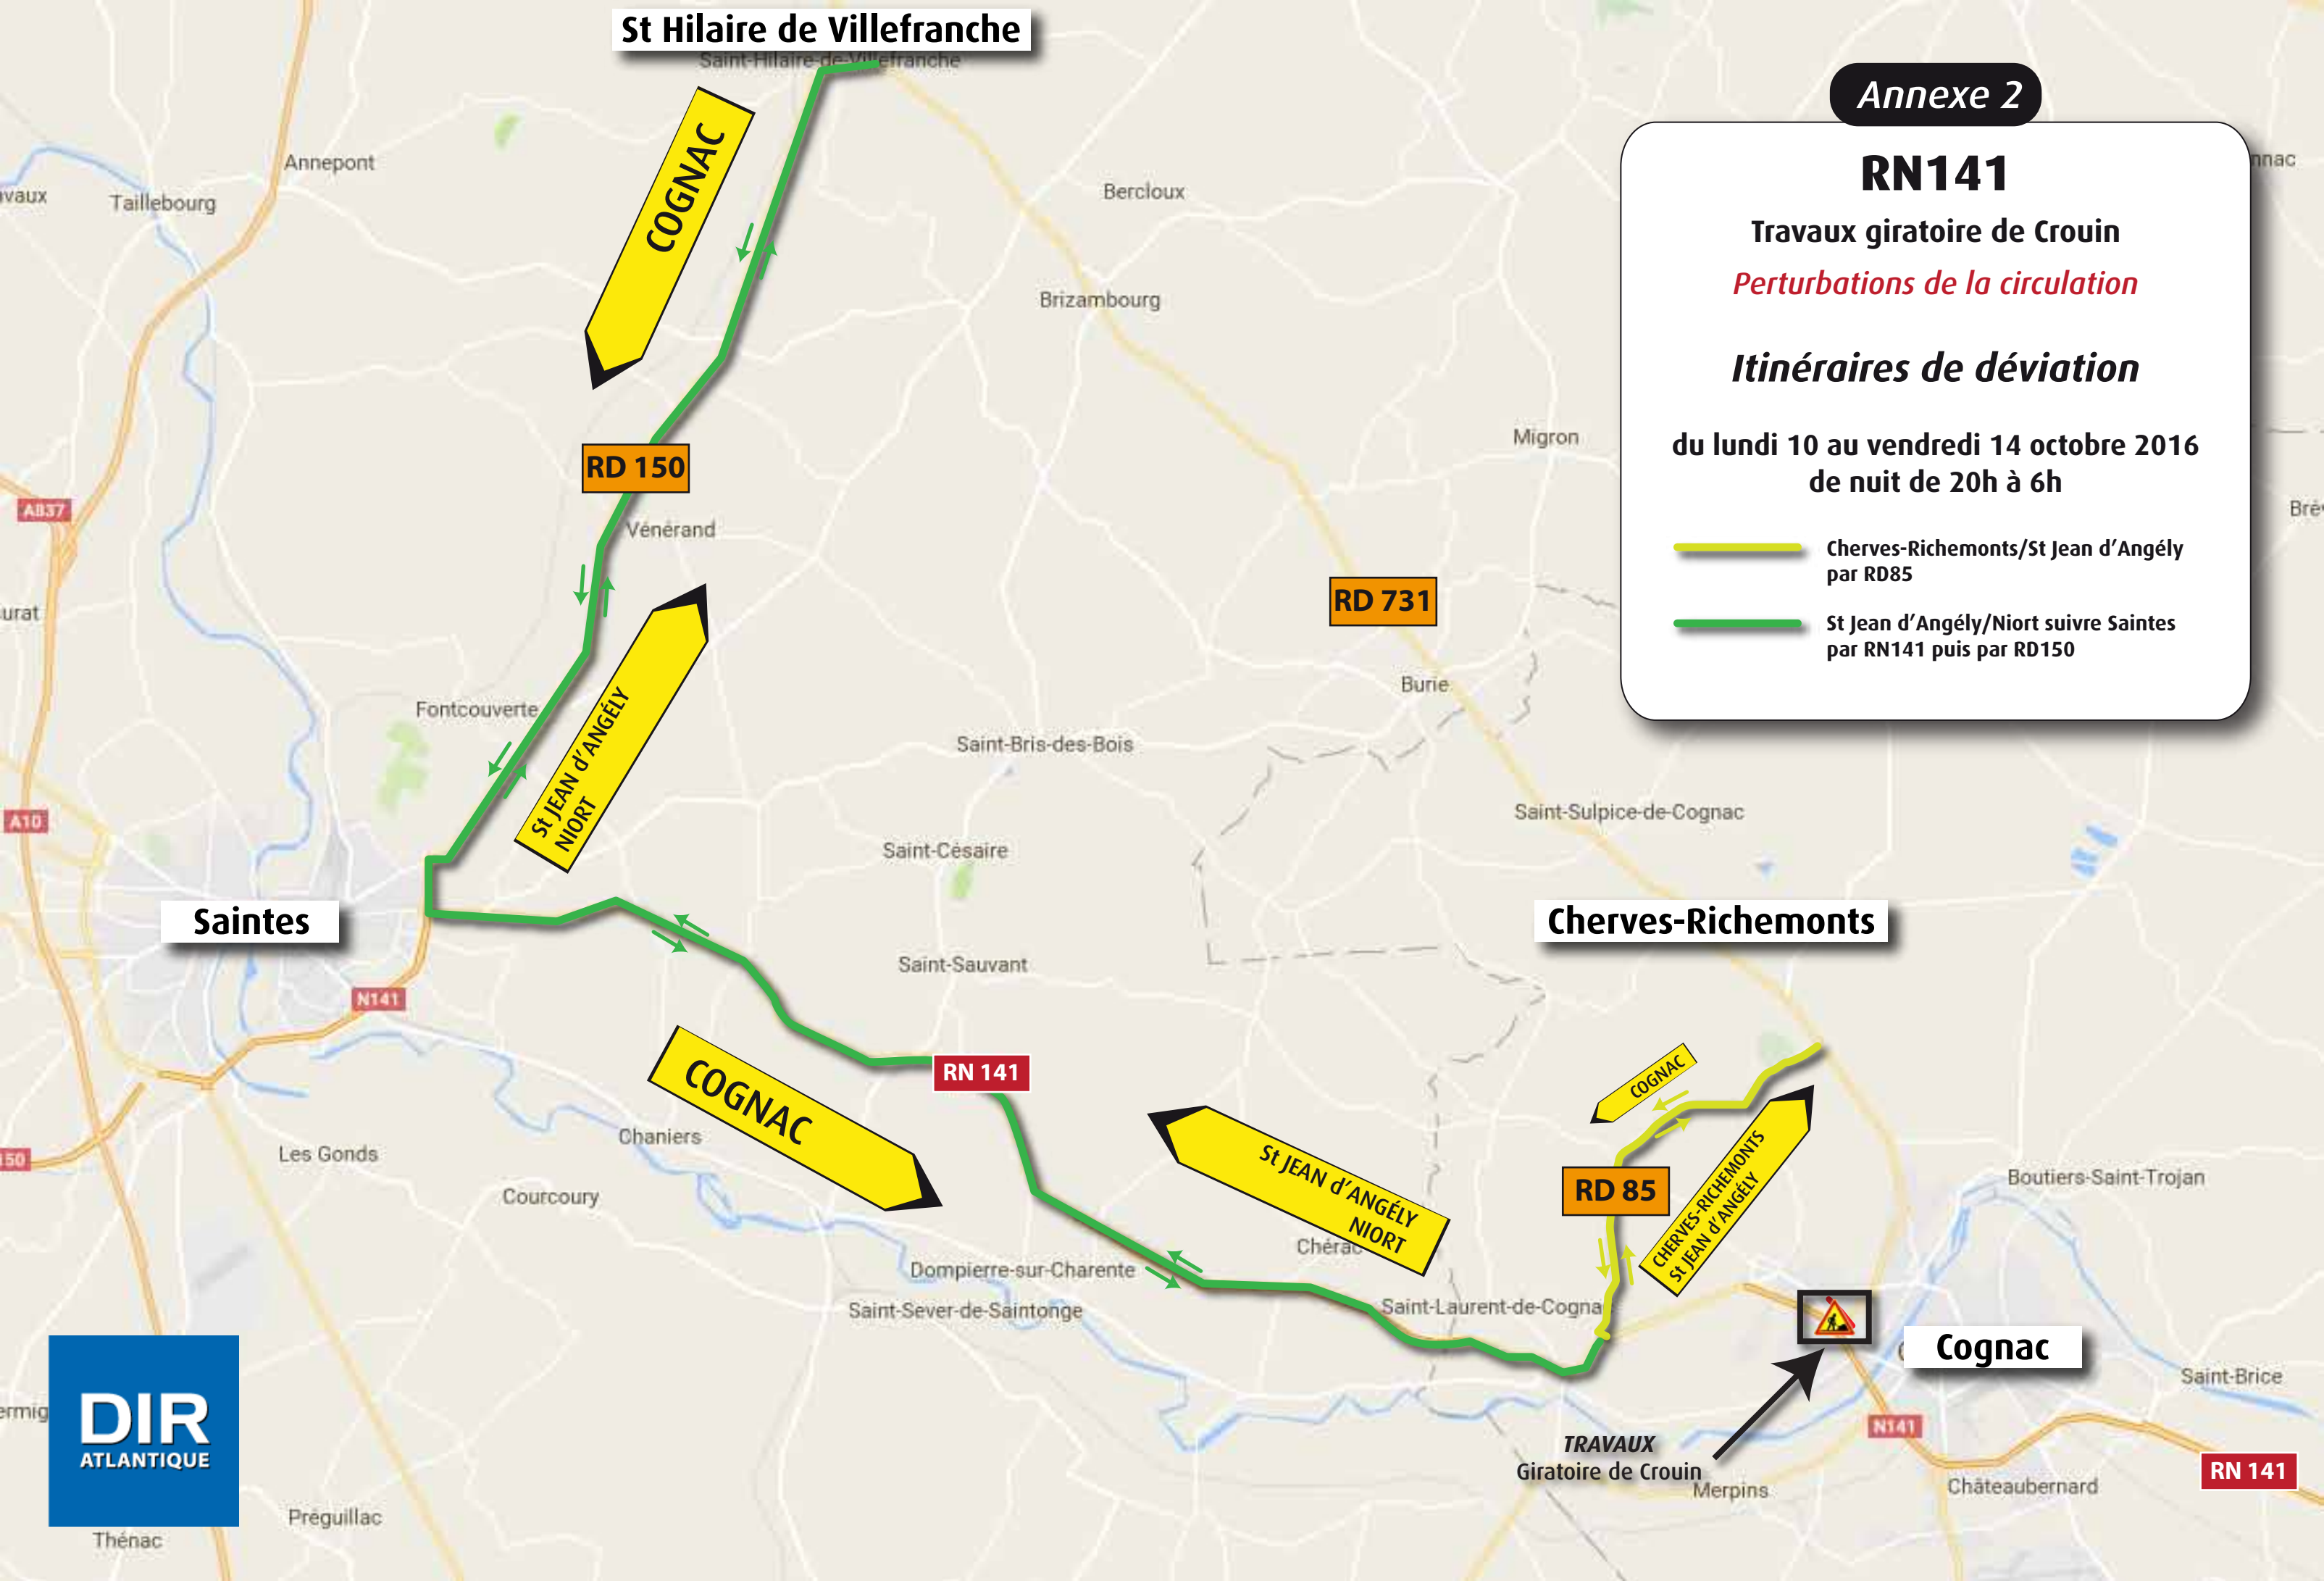 St Hilaire de Villefranche
Saint-Hilaire-de-Villefranche
Annexe 2
RN141
Travaux giratoire de Crouin
Perturbations de la circulation
Itinéraires de déviation
du lundi 10 au vendredi 14 octobre 2016
de nuit de 20h à 6h
Cherves-Richemonts/St Jean d'Angély
par RD85
St Jean d'Angély/Niort suivre Saintes
par RN141 puis par RD150
COGNAC
Annepont
Taillebourg
Bercloux
Brizambourg
Migron
RD 150
A837
Vénérand
RD 731
St JEAN d'ANGÉLY
NIORT
Burie
Fontcouverte
Saint-Bris-des-Bois
Saint-Sulpice-de-Cognac
A10
Saint-Césaire
Saintes
Cherves-Richemonts
Saint-Sauvant
N141
RN 141
COGNAC
COGNAC
St JEAN d'ANGÉLY
NIORT
CHERVES-RICHEMONTS
St JEAN d'ANGÉLY
RD 85
Les Gonds
Chaniers
Courcoury
Boutiers-Saint-Trojan
Chérac
Dompierre-sur-Charente
Saint-Sever-de-Saintonge
Saint-Laurent-de-Cogna
Cognac
Saint-Brice
DIR
ATLANTIQUE
N141
TRAVAUX
Giratoire de Crouin
Merpins
Châteaubernard
RN 141
Préguillac
Thénac